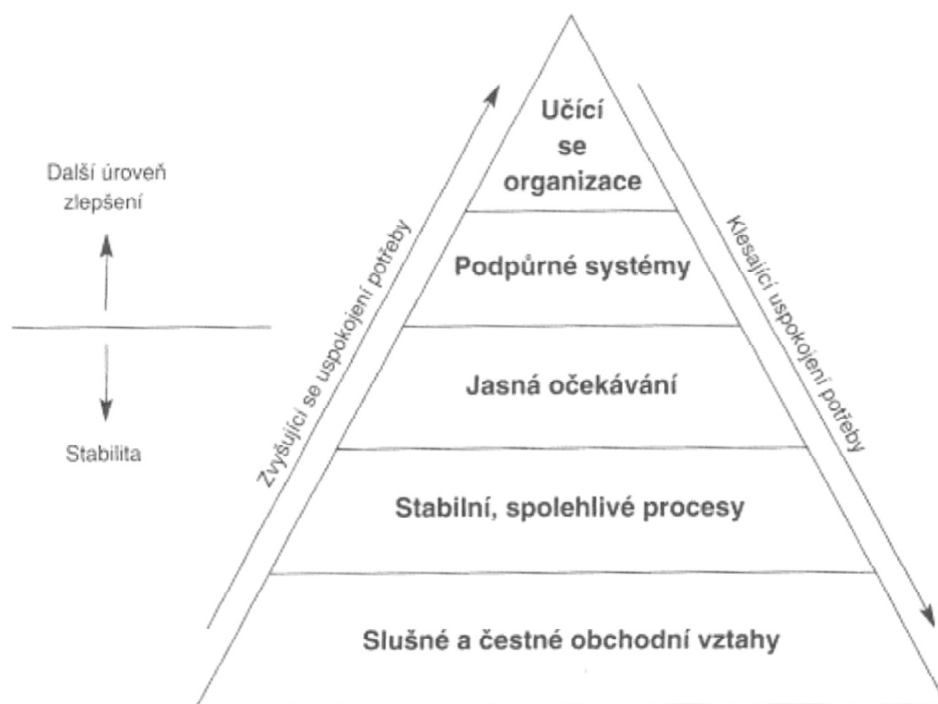 Učící
se
organizace
Další úroveň
zlepšení
Podpůrné systémy
Zvyšující se uspokojení potřeby
Klesající uspokojení potřeby
Jasná očekávání
Stabilita
Stabilní, spolehlivé procesy
Slušné a čestné obchodní vztahy